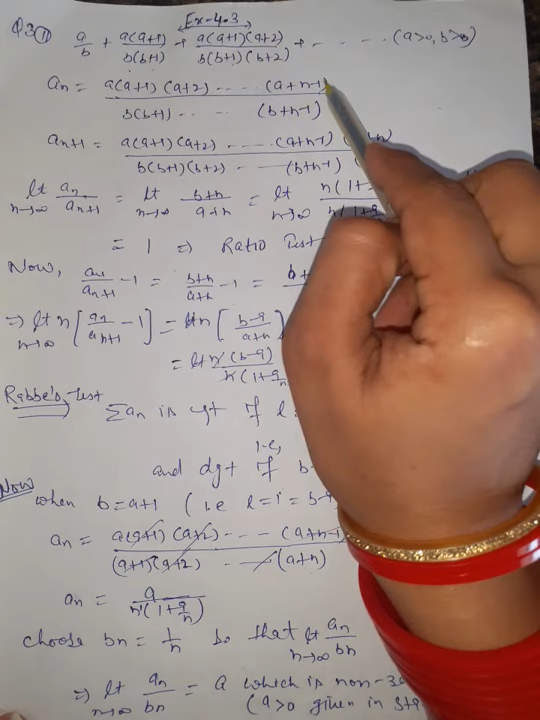 Ex-4.3
Q3① a/b + a(a+1)/b(b+1) + a(a+1)(a+2)/b(b+1)(b+2) + - - - - - (a>0, b>0)
an = a(a+1)(a+2) - - - - - (a+n-1) / b(b+1) - - - - (b+n-1)
an+1 = a(a+1)(a+2) - - - - - (a+n-1) / b(b+1)(b+2) - - - - (b+n-1)
lt n→∞ an/an+1 = lt n→∞ b+n/a+n = lt n→∞
= 1 ⇒ Ratio Test
Now, an/an+1 - 1 = b+n/a+n - 1 =
⇒ lt n→∞ n[an/an+1 - 1] = lt n[b-a/a+n]
= lt n(b-a)/n(1+a/n
Rabbe's Test
∑an is cgt If l
i.e,
and dgt If b-
Now when b=a+1 (i.e l=1=b-a
an = a(a+1)(a+2) - - - - (a+n-1) / (a+1)(a+2) - - - (a+n)
an = a / n(1+a/n)
choose bn = 1/n so that lt n→∞ an/bn
⇒ lt n→∞ an/bn = a which is non-ze
(a>0 given in sta